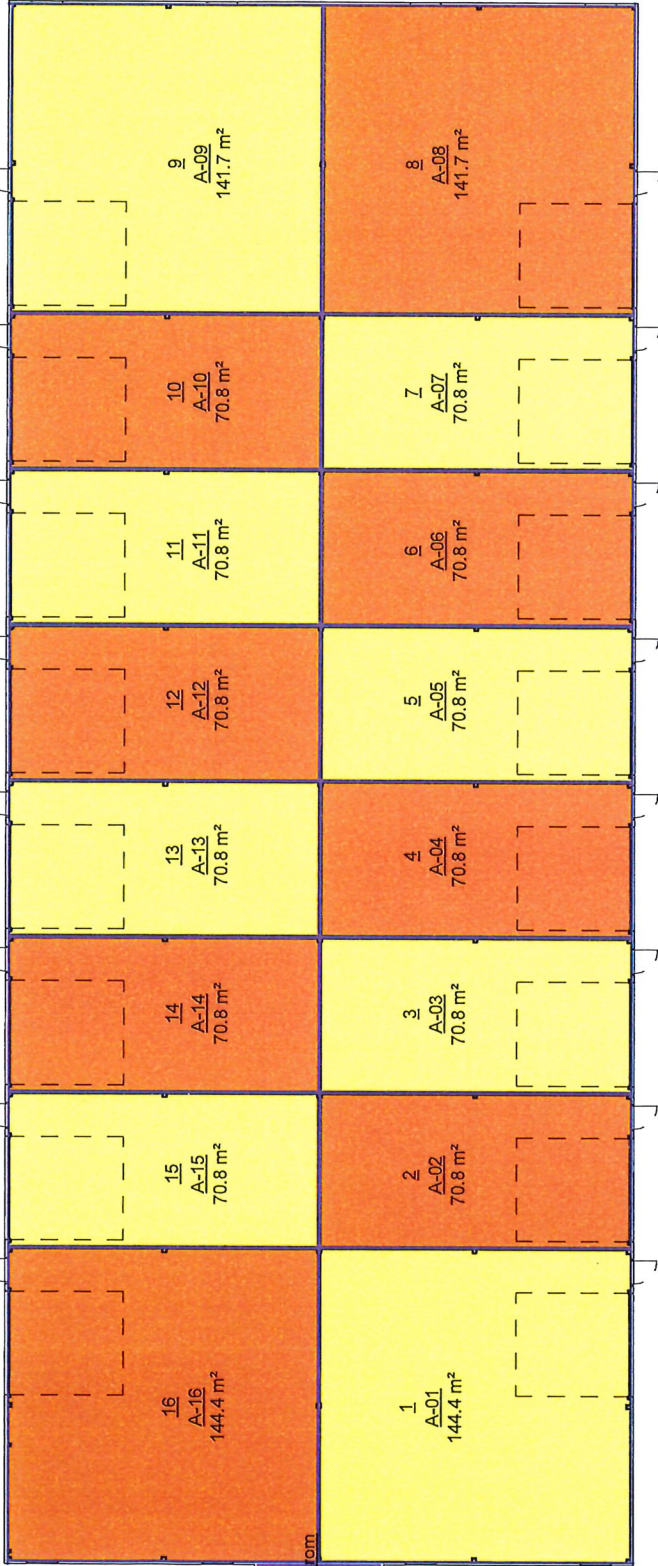 9
A-09
141.7 m²
8
A-08
141.7 m²
10
A-10
70.8 m²
7
A-07
70.8 m²
11
A-11
70.8 m²
6
A-06
70.8 m²
12
A-12
70.8 m²
5
A-05
70.8 m²
13
A-13
70.8 m²
4
A-04
70.8 m²
14
A-14
70.8 m²
3
A-03
70.8 m²
15
A-15
70.8 m²
2
A-02
70.8 m²
16
A-16
144.4 m²
1
A-01
144.4 m²
rom